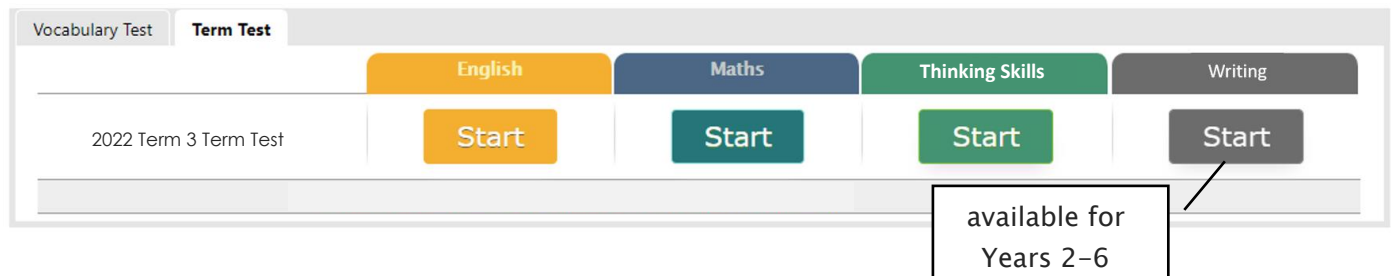 Vocabulary Test Term Test
English Maths Thinking Skills Writing
2022 Term 3 Term Test Start Start Start Start
available for
Years 2-6